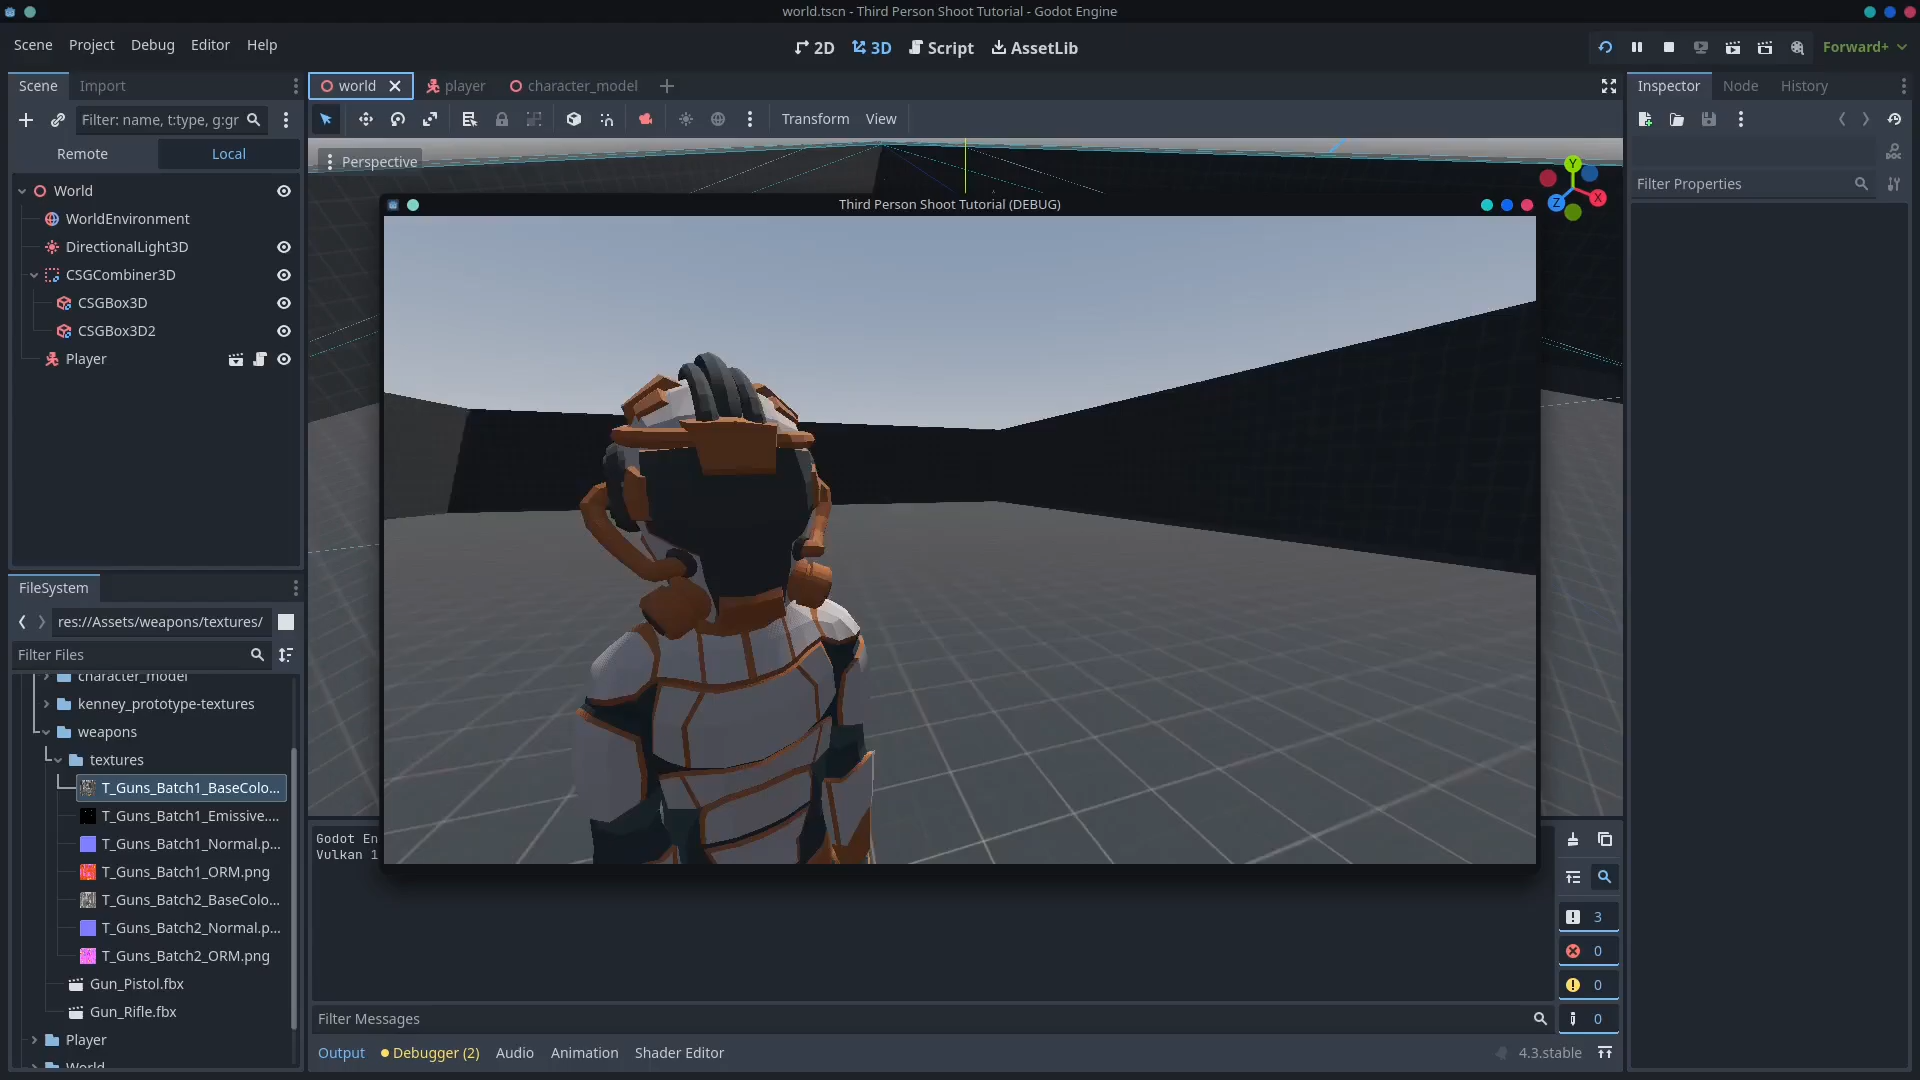 world.tscn - Third Person Shoot Tutorial - Godot Engine
Scene Project Debug Editor Help
2D 3D Script AssetLib
Forward+
Scene Import
world player character_model
Inspector Node History
Filter: name, t:type, g:gr
Transform View
Remote Local
Perspective
Filter Properties
World
WorldEnvironment
DirectionalLight3D
CSGCombiner3D
CSGBox3D
CSGBox3D2
Player
Third Person Shoot Tutorial (DEBUG)
Y
X
Z
FileSystem
res://Assets/weapons/textures/
Filter Files
character_model
kenney_prototype-textures
weapons
textures
T_Guns_Batch1_BaseColo...
T_Guns_Batch1_Emissive....
T_Guns_Batch1_Normal.p...
T_Guns_Batch1_ORM.png
T_Guns_Batch2_BaseColo...
T_Guns_Batch2_Normal.p...
T_Guns_Batch2_ORM.png
Gun_Pistol.fbx
Gun_Rifle.fbx
Player
World
Godot En
Vulkan 1
3
0
0
0
Filter Messages
Output Debugger (2) Audio Animation Shader Editor
4.3.stable